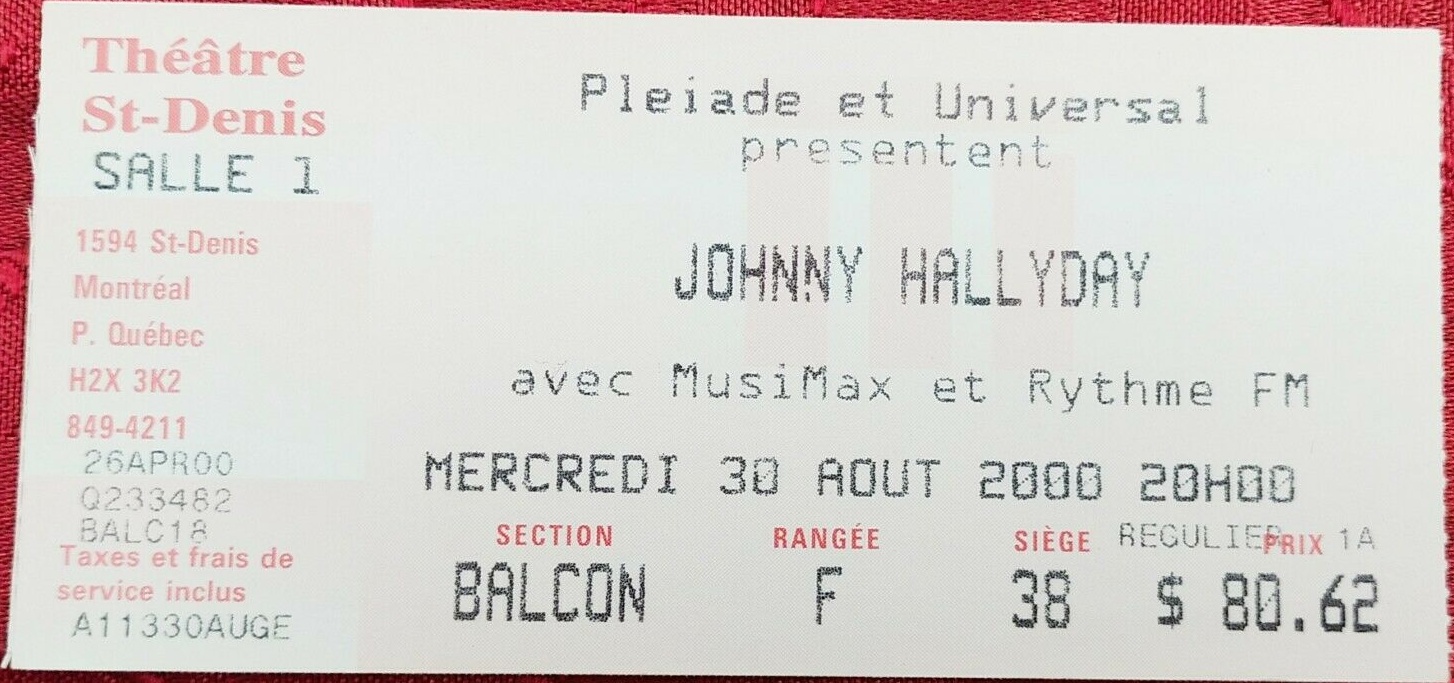 Théâtre
St-Denis
SALLE 1
1594 St-Denis
Montréal
P. Québec
H2X 3K2
849-4211
26APR00
Q233482
BALC18
Taxes et frais de
service inclus
A11330AUGE
Pleiade et Universal
presentent
JOHNNY HALLYDAY
avec MusiMax et Rythme FM
MERCREDI 30 AOUT 2000 20H00
SECTION RANGÉE SIÈGE REGULIER PRIX 1A
BALCON F 38 $ 80.62